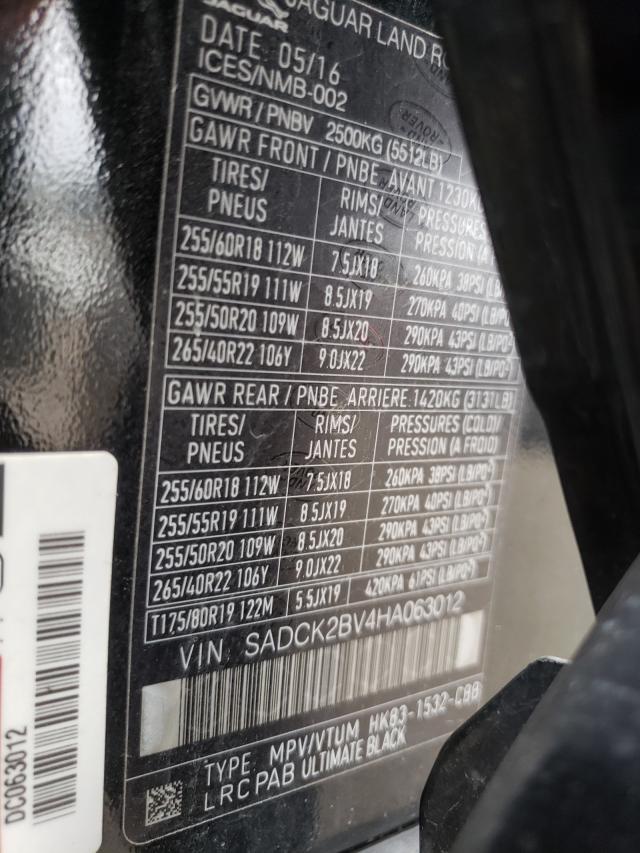 JAGUAR
JAGUAR LAND RO
DATE 05/16
ICES/NMB-002
GVWR / PNBV 2500KG (5512LB)
GAWR FRONT / PNBE AVANT 1230KG
TIRES/ PNEUS RIMS/ JANTES PRESSURES PRESSION (A
255/60R18 112W 7.5JX18 260KPA 38PSI (LB/
255/55R19 111W 8.5JX19 270KPA 40PSI (LB/P
255/50R20 109W 8.5JX20 290KPA 43PSI (LB/PO
265/40R22 106Y 9.0JX22 290KPA 43PSI (LB/PO²
GAWR REAR / PNBE ARRIERE 1420KG (3131LB)
TIRES/ PNEUS RIMS/ JANTES PRESSURES (COLD)/ PRESSION (A FROID)
255/60R18 112W 7.5JX18 260KPA 38PSI (LB/PO²)
255/55R19 111W 8.5JX19 270KPA 40PSI (LB/PO²)
255/50R20 109W 8.5JX20 290KPA 43PSI (LB/PO²)
265/40R22 106Y 9.0JX22 290KPA 43PSI (LB/PO²)
T175/80R19 122M 5.5JX19 420KPA 61PSI (LB/PO²)
VIN SADCK2BV4HA063012
TYPE MPV/VTUM HK83-1532-CBB
LRC PAB ULTIMATE BLACK
DC063012